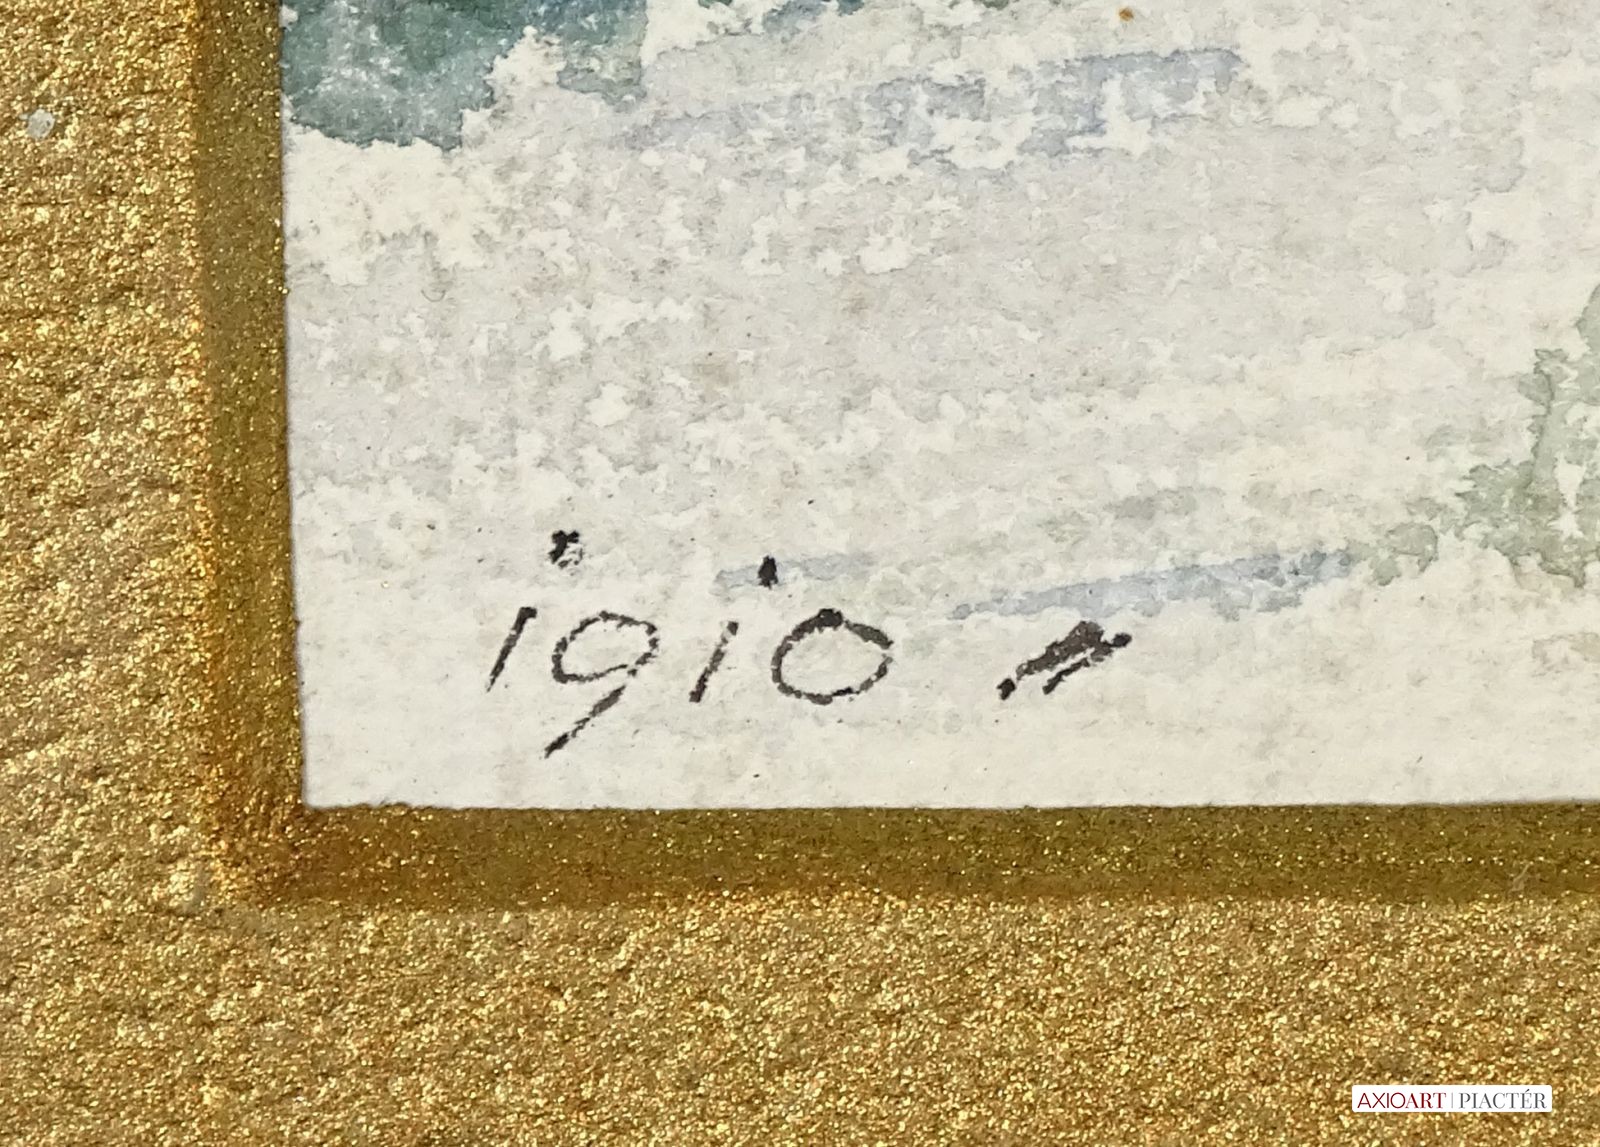 1910 〃
AXIOART | PIACTÉR